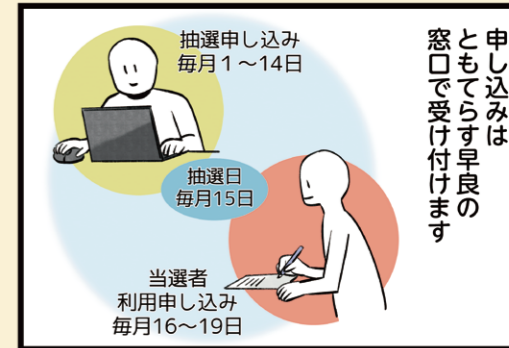 申し込みは
ともてらす早良の
窓口で受け付けます
抽選申し込み
毎月１～14日
抽選日
毎月15日
当選者
利用申し込み
毎月16～19日